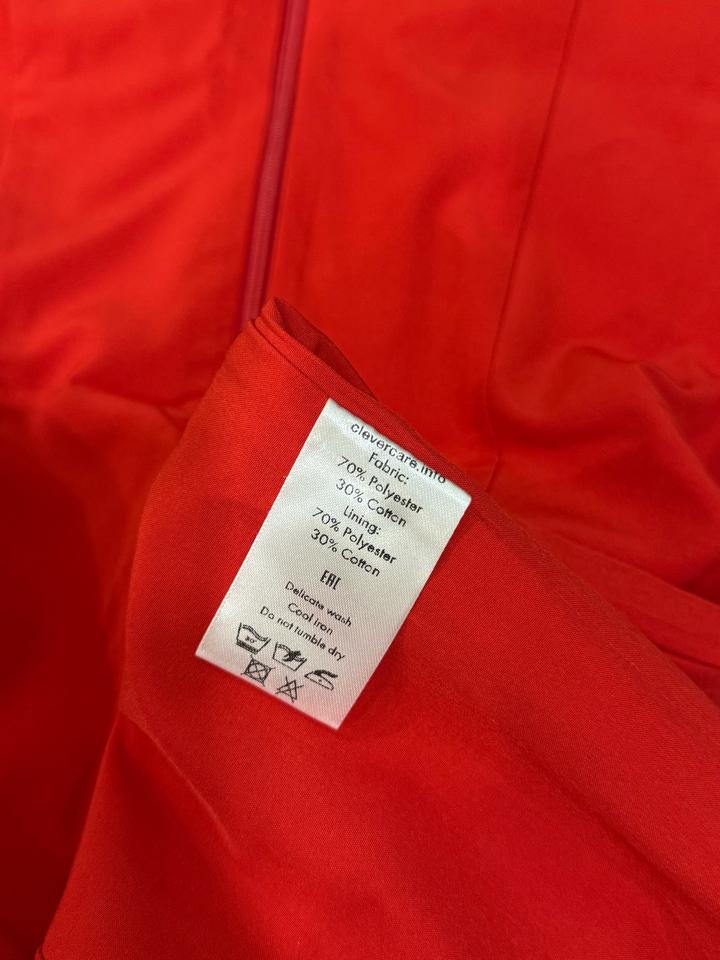 clevercare.info
Fabric:
70% Polyester
30% Cotton
Lining:
70% Polyester
30% Cotton
EAC
Delicate wash
Cool iron
Do not tumble dry
30°